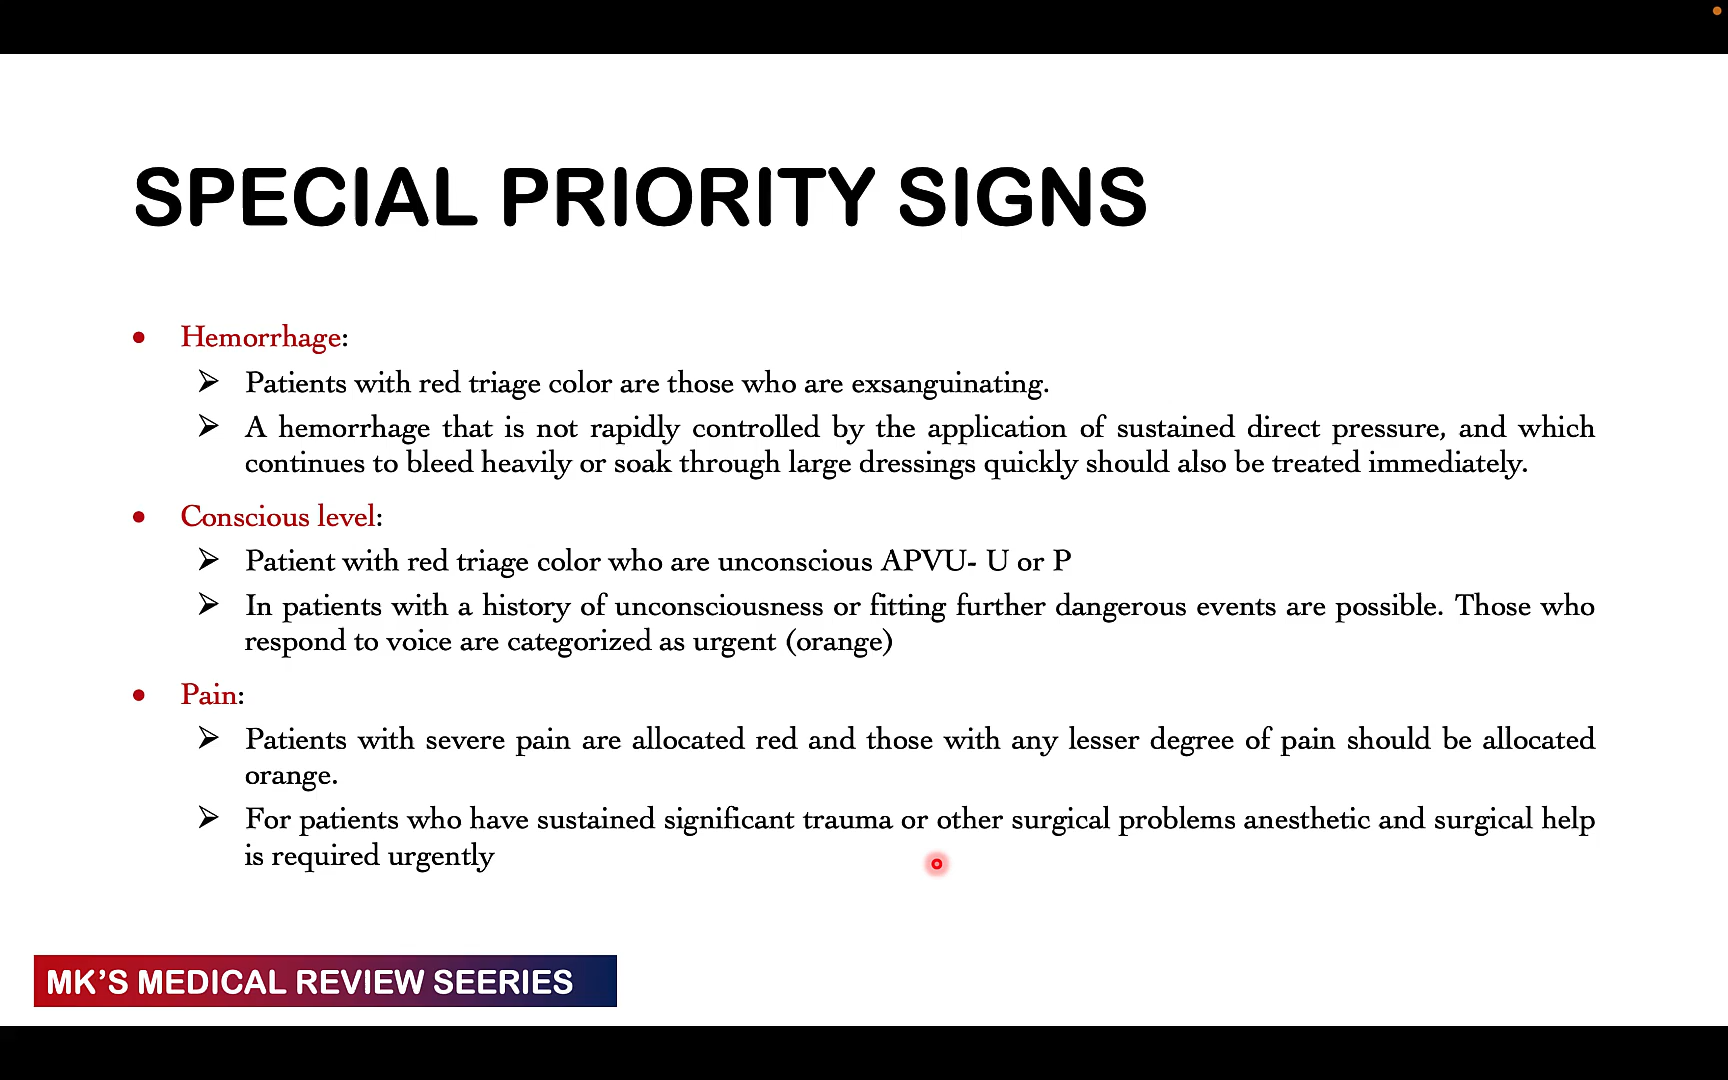 SPECIAL PRIORITY SIGNS
• Hemorrhage:
➢ Patients with red triage color are those who are exsanguinating.
➢ A hemorrhage that is not rapidly controlled by the application of sustained direct pressure, and which
continues to bleed heavily or soak through large dressings quickly should also be treated immediately.
• Conscious level:
➢ Patient with red triage color who are unconscious APVU- U or P
➢ In patients with a history of unconsciousness or fitting further dangerous events are possible. Those who
respond to voice are categorized as urgent (orange)
• Pain:
➢ Patients with severe pain are allocated red and those with any lesser degree of pain should be allocated
orange.
➢ For patients who have sustained significant trauma or other surgical problems anesthetic and surgical help
is required urgently
MK’S MEDICAL REVIEW SEERIES